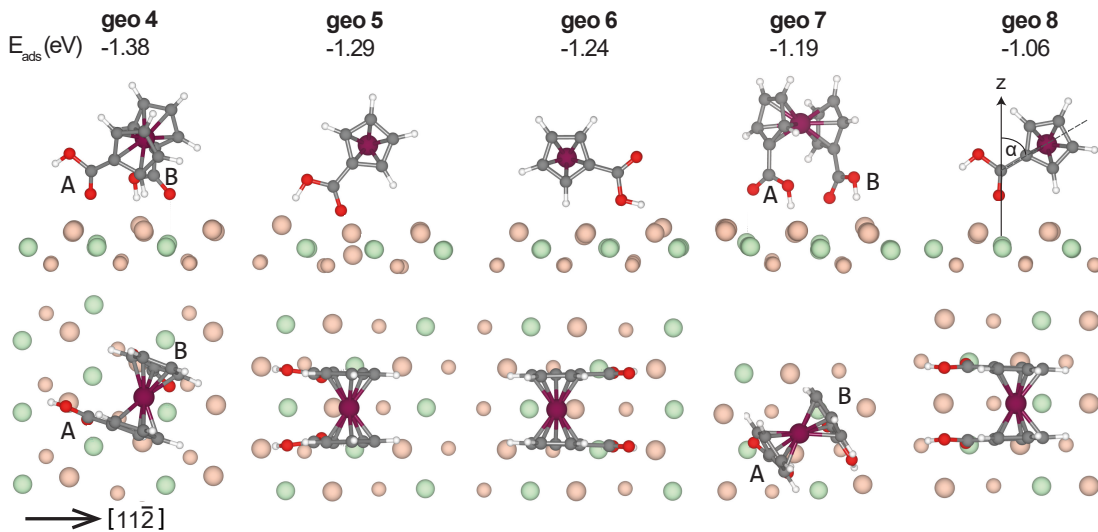 geo 4 geo 5 geo 6 geo 7 geo 8
E_ads (eV) -1.38 -1.29 -1.24 -1.19 -1.06
z
α
A B
A B
B
A
B
A
[112̄]